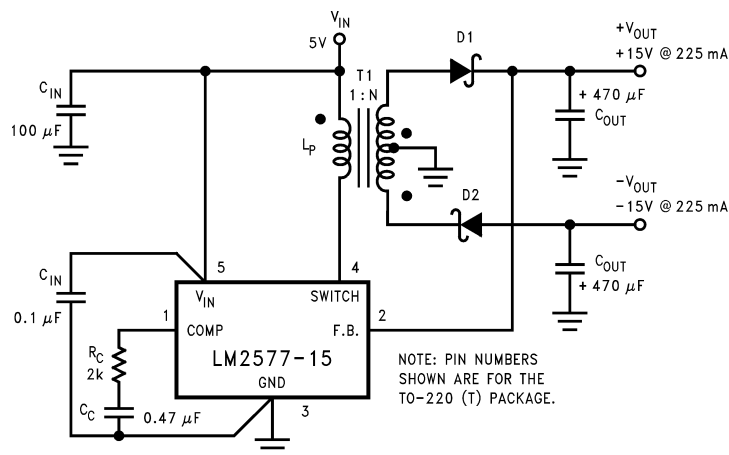 V_IN
5V
D1
+V_OUT
+15V @ 225 mA
T1
1:N
C_IN
100 μF
L_P
+ 470 μF
C_OUT
D2
-V_OUT
-15V @ 225 mA
C_OUT
+ 470 μF
C_IN
0.1 μF
5
4
V_IN
SWITCH
1
2
COMP
F.B.
R_C
2k
LM2577-15
GND
C_C
0.47 μF
3
NOTE: PIN NUMBERS
SHOWN ARE FOR THE
TO-220 (T) PACKAGE.